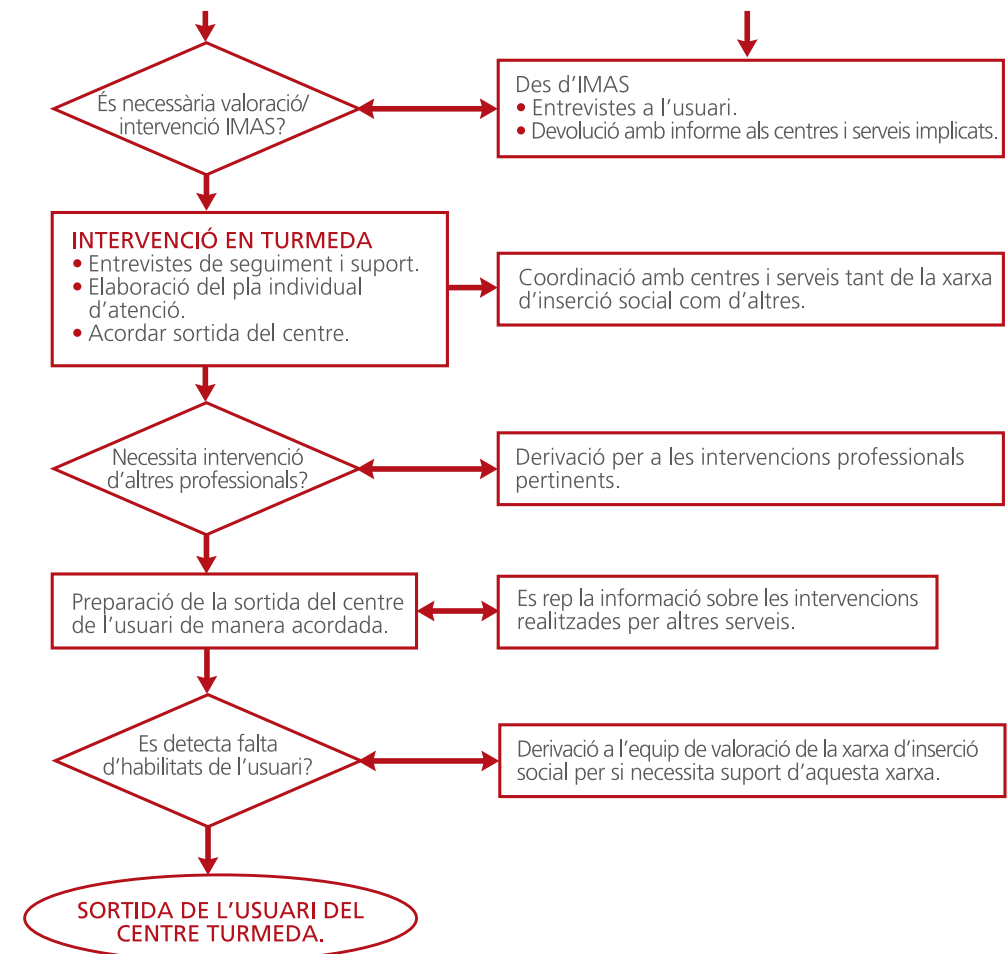 És necessària valoració/
intervenció IMAS?
Des d'IMAS
• Entrevistes a l'usuari.
• Devolució amb informe als centres i serveis implicats.
INTERVENCIÓ EN TURMEDA
• Entrevistes de seguiment i suport.
• Elaboració del pla individual
d'atenció.
• Acordar sortida del centre.
Coordinació amb centres i serveis tant de la xarxa
d'inserció social com d'altres.
Necessita intervenció
d'altres professionals?
Derivació per a les intervencions professionals
pertinents.
Preparació de la sortida del centre
de l'usuari de manera acordada.
Es rep la informació sobre les intervencions
realitzades per altres serveis.
Es detecta falta
d'habilitats de l'usuari?
Derivació a l'equip de valoració de la xarxa d'inserció
social per si necessita suport d'aquesta xarxa.
SORTIDA DE L'USUARI DEL
CENTRE TURMEDA.